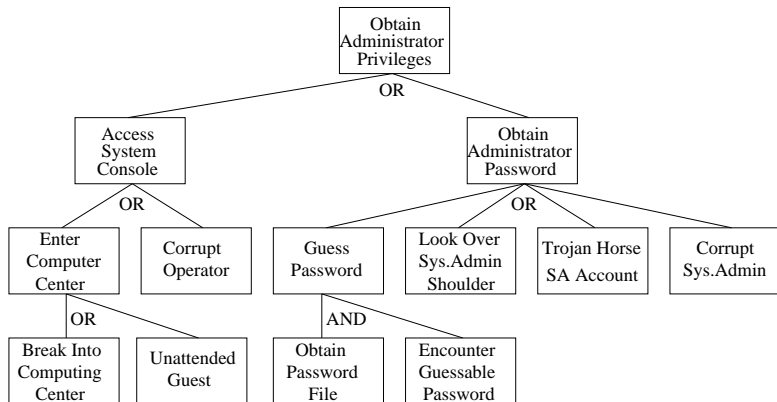 Obtain
Administrator
Privileges
OR
Access
System
Console
Obtain
Administrator
Password
OR
OR
Enter
Computer
Center
Corrupt
Operator
Guess
Password
Look Over
Sys.Admin
Shoulder
Trojan Horse
SA Account
Corrupt
Sys.Admin
OR
AND
Break Into
Computing
Center
Unattended
Guest
Obtain
Password
File
Encounter
Guessable
Password